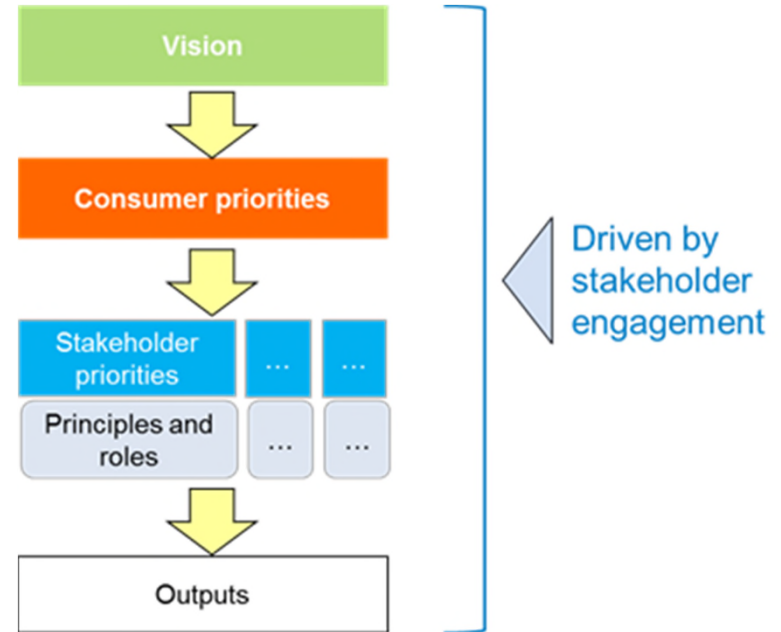 Vision
Consumer priorities
Stakeholder
priorities
...
...
Principles and
roles
...
...
Outputs
Driven by
stakeholder
engagement